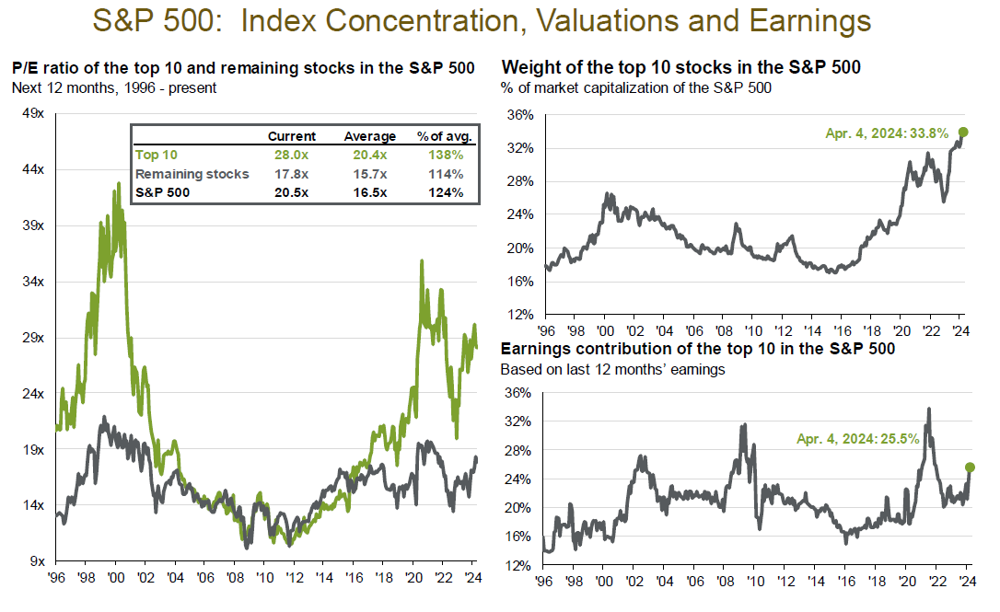 S&P 500: Index Concentration, Valuations and Earnings
P/E ratio of the top 10 and remaining stocks in the S&P 500
Next 12 months, 1996 - present
49x
44x
39x
34x
29x
24x
19x
14x
9x
Current Average % of avg.
Top 10 28.0x 20.4x 138%
Remaining stocks 17.8x 15.7x 114%
S&P 500 20.5x 16.5x 124%
'96 '98 '00 '02 '04 '06 '08 '10 '12 '14 '16 '18 '20 '22 '24
Weight of the top 10 stocks in the S&P 500
% of market capitalization of the S&P 500
36%
32%
28%
24%
20%
16%
12%
Apr. 4, 2024: 33.8%
'96 '98 '00 '02 '04 '06 '08 '10 '12 '14 '16 '18 '20 '22 '24
Earnings contribution of the top 10 in the S&P 500
Based on last 12 months’ earnings
36%
32%
28%
24%
20%
16%
12%
Apr. 4, 2024: 25.5%
'96 '98 '00 '02 '04 '06 '08 '10 '12 '14 '16 '18 '20 '22 '24